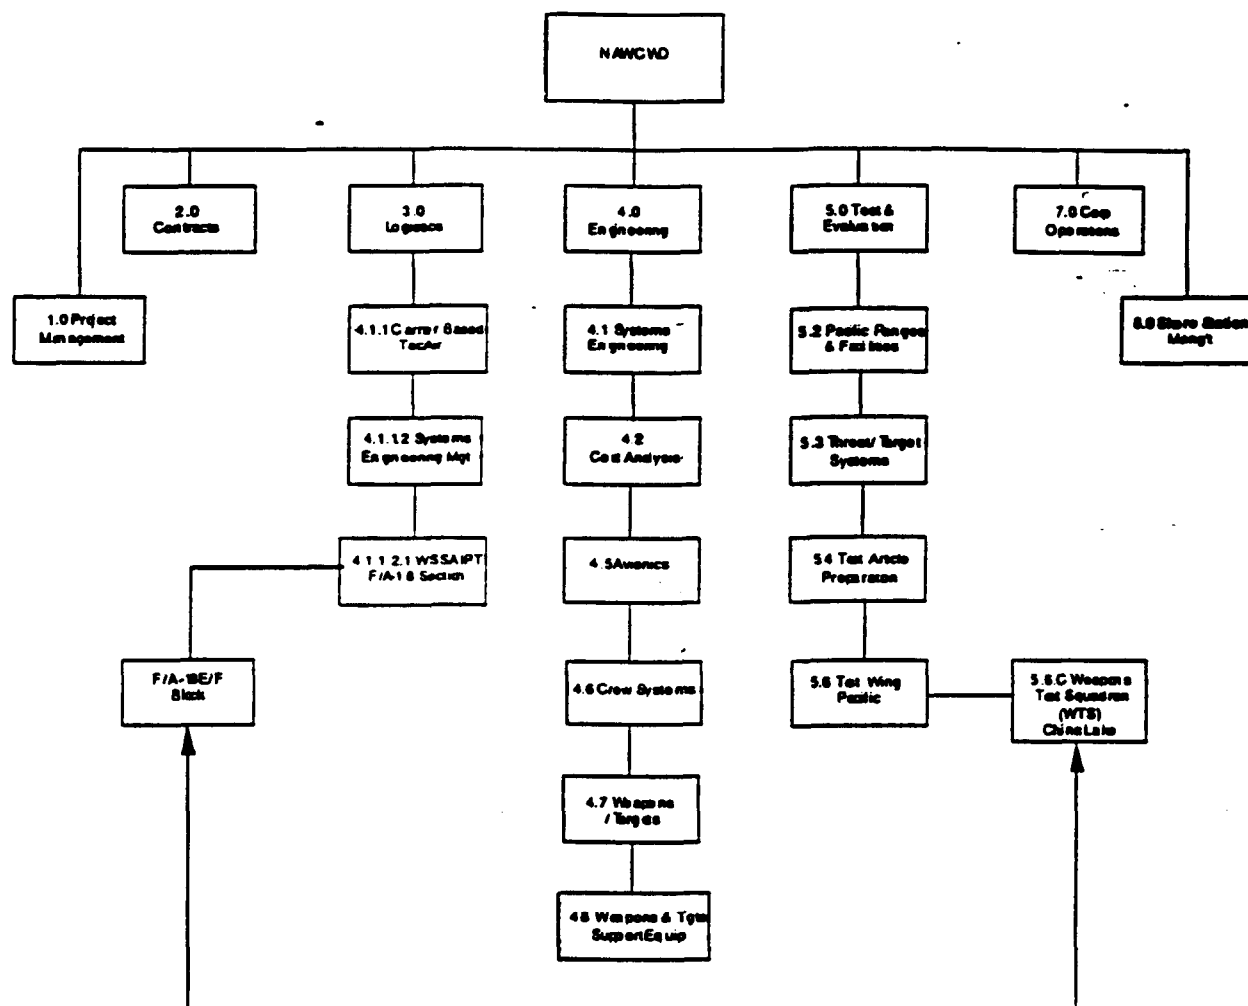 NAWCWD
2.0
Contracts
3.0
Logistics
4.0
Engineering
5.0 Test &
Evaluation
7.0 Corp
Operations
1.0 Project
Management
4.1.1 Carrier Based
TacAir
4.1 Systems
Engineering
5.2 Pacific Ranges
& Facilities
8.0 Shore Station
Mang't
4.1.1.2 Systems
Engineering Mgt
4.2
Cost Analysis
5.3 Threat/ Target
Systems
4.1.1.2.1 WSSA IPT
F/A-18 Section
4.5 Avionics
5.4 Test Article
Preparation
F/A-18E/F
Block
4.6 Crew Systems
5.6 Test Wing
Pacific
5.6.C Weapons
Test Squadron
(WTS)
China Lake
4.7 Weapons
/ Targets
4.8 Weapons & Tgts
Support Equip